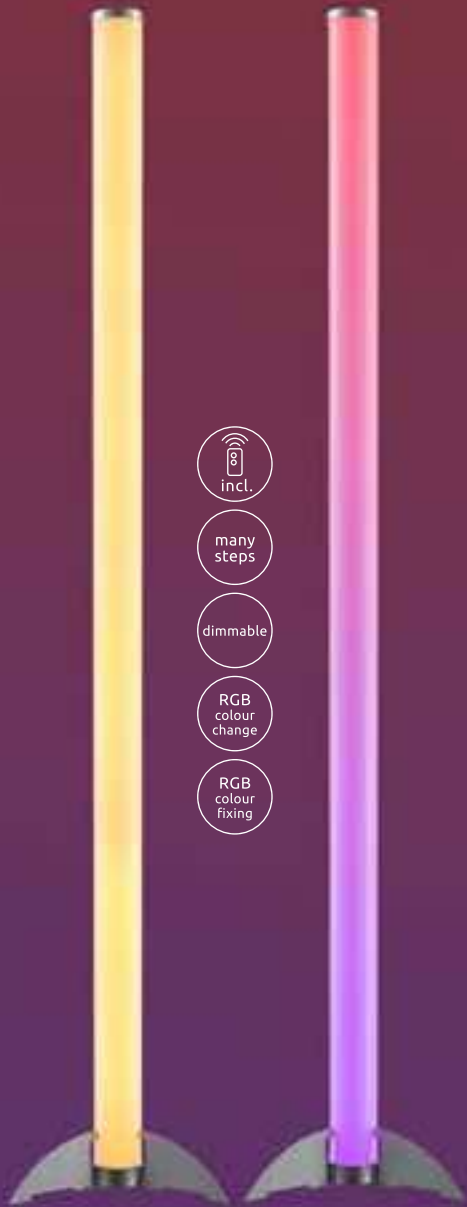 incl.
many
steps
dimmable
RGB
colour
change
RGB
colour
fixing